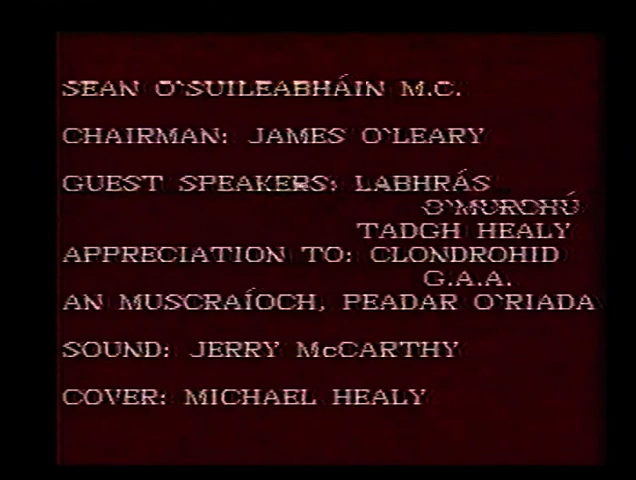 SEAN O`SUILEABHÁIN M.C.
CHAIRMAN: JAMES O`LEARY
GUEST SPEAKERS: LABHRÁS
O`MURCHÚ
TADGH HEALY
APPRECIATION TO: CLONDROHID
G.A.A.
AN MUSCRAÍOCH, PEADAR O`RIADA
SOUND: JERRY McCARTHY
COVER: MICHAEL HEALY